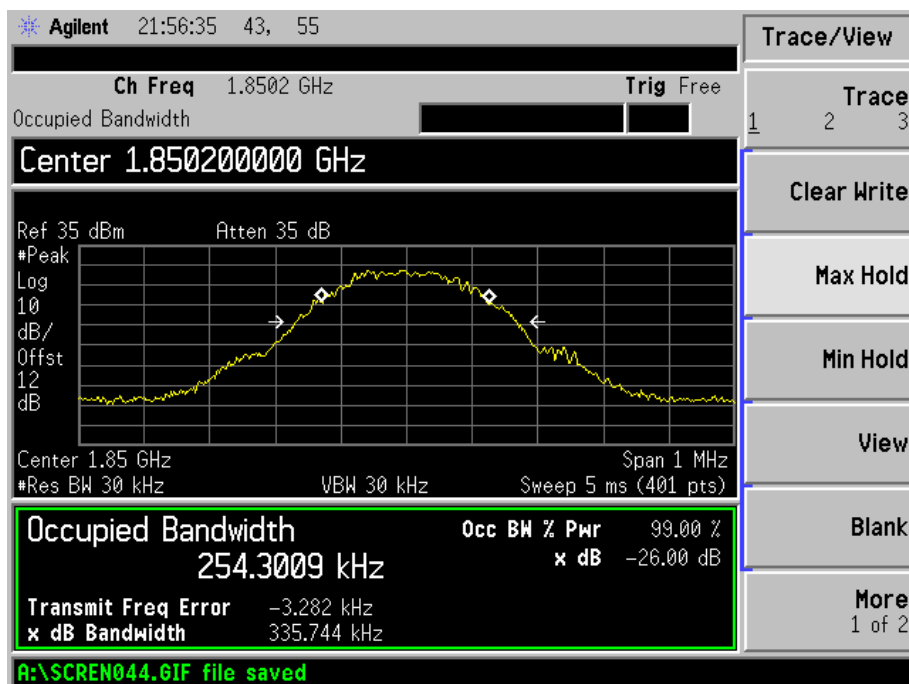 Agilent 21:56:35 43, 55
Trace/View
Ch Freq 1.8502 GHz Trig Free
Occupied Bandwidth
Trace
1 2 3
Center 1.850200000 GHz
Clear Write
Ref 35 dBm Atten 35 dB
#Peak
Log
10
dB/
Offst
12
dB
Max Hold
Min Hold
View
Center 1.85 GHz Span 1 MHz
#Res BW 30 kHz VBW 30 kHz Sweep 5 ms (401 pts)
Occupied Bandwidth Occ BW % Pwr 99.00 %
254.3009 kHz x dB -26.00 dB
Blank
Transmit Freq Error -3.282 kHz
x dB Bandwidth 335.744 kHz
More
1 of 2
A:\SCREN044.GIF file saved